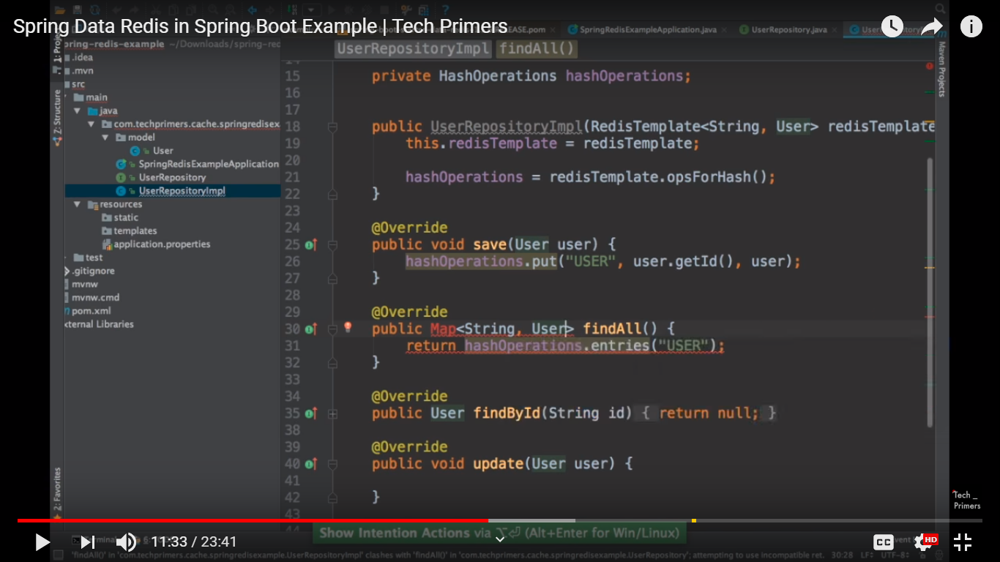 Spring Data Redis in Spring Boot Example | Tech Primers
EASE.pom
SpringRedisExampleApplication.java
UserRepository.java
pring-redis-example ~/Downloads/spring-red
.idea
.mvn
src
main
java
com.techprimers.cache.springredisex
model
User
SpringRedisExampleApplication
UserRepository
UserRepositoryImpl
resources
static
templates
application.properties
test
.gitignore
mvnw
mvnw.cmd
pom.xml
xternal Libraries
1: Proje
Z: Structure
2: Favorites
UserRepositoryImpl findAll()
14
15 private HashOperations hashOperations;
16
17
18 public UserRepositoryImpl(RedisTemplate<String, User> redisTemplate
19 this.redisTemplate = redisTemplate;
20
21 hashOperations = redisTemplate.opsForHash();
22 }
23
24 @Override
25 public void save(User user) {
26 hashOperations.put("USER", user.getId(), user);
27 }
28
29 @Override
30 public Map<String, User> findAll() {
31 return hashOperations.entries("USER");
32 }
33
34 @Override
35 public User findById(String id) { return null; }
38
39 @Override
40 public void update(User user) {
41
42 }
43
44
Maven Projects
Tech _
Primers
Show Intention Actions via ⌥⏎ (Alt+Enter for Win/Linux)
11:33 / 23:41
CC
HD
'findAll()' in 'com.techprimers.cache.springredisexample.UserRepositoryImpl' clashes with 'findAll()' in 'com.techprimers.cache.springredisexample.UserRepository'; attempting to use incompatible ret. 30:28 LF÷ UTF-8÷